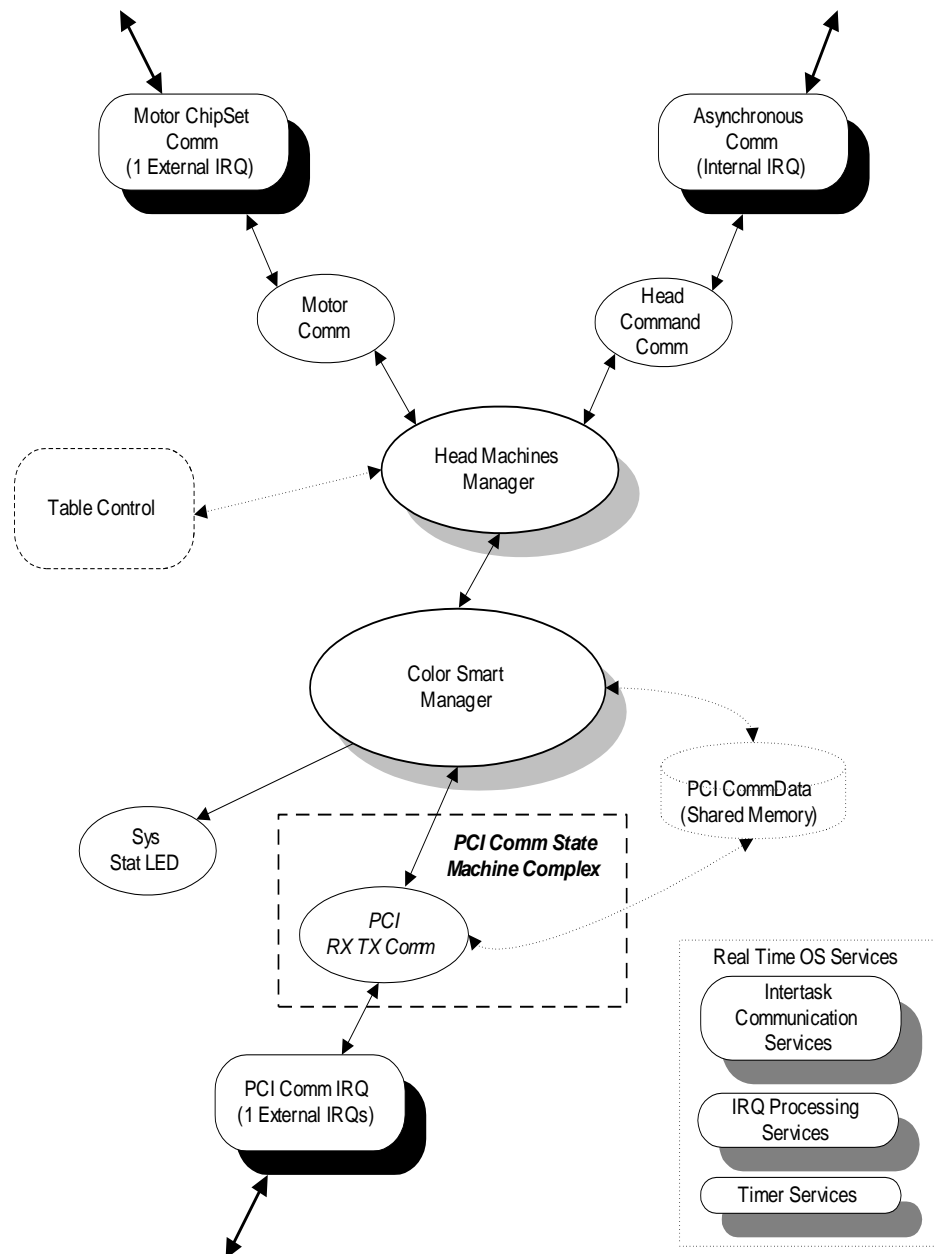 Motor ChipSet
Comm
(1 External IRQ)
Asynchronous
Comm
(Internal IRQ)
Motor
Comm
Head
Command
Comm
Head Machines
Manager
Table Control
Color Smart
Manager
PCI CommData
(Shared Memory)
Sys
Stat LED
PCI Comm State
Machine Complex
PCI
RX TX Comm
Real Time OS Services
Intertask
Communication
Services
PCI Comm IRQ
(1 External IRQs)
IRQ Processing
Services
Timer Services